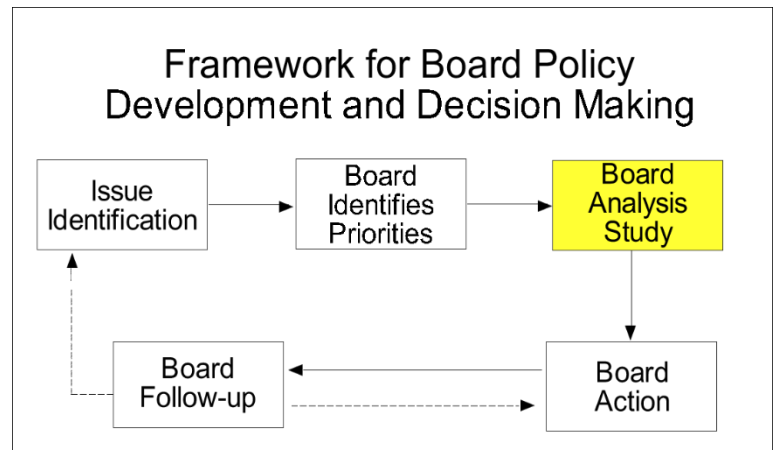 Framework for Board Policy
Development and Decision Making
Issue
Identification
Board
Identifies
Priorities
Board
Analysis
Study
Board
Follow-up
Board
Action